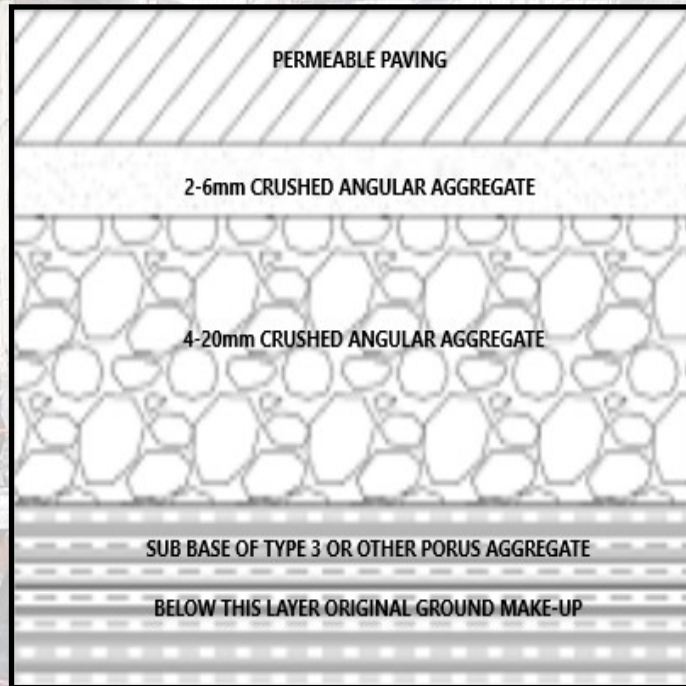 PERMEABLE PAVING
2-6mm CRUSHED ANGULAR AGGREGATE
4-20mm CRUSHED ANGULAR AGGREGATE
SUB BASE OF TYPE 3 OR OTHER PORUS AGGREGATE
BELOW THIS LAYER ORIGINAL GROUND MAKE-UP